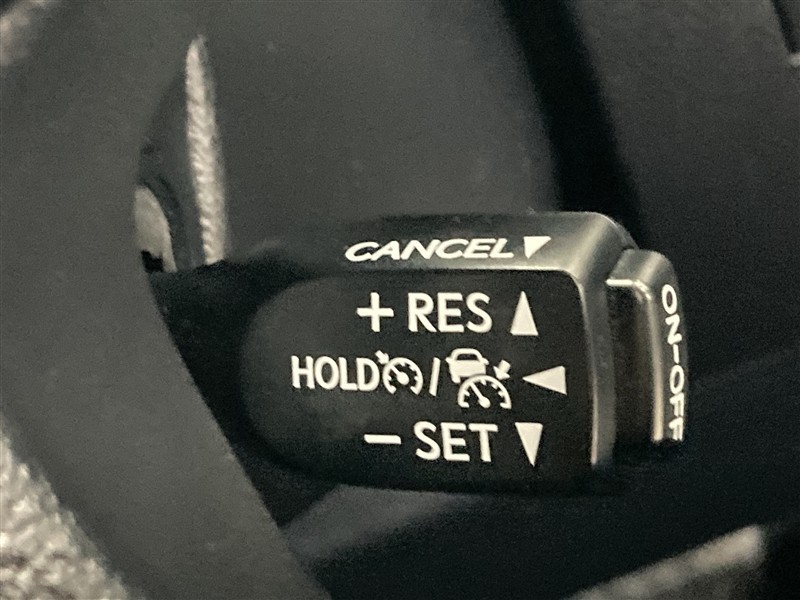 CANCEL▼
+ RES ▲
HOLD / ◀
− SET ▼
ON-OFF